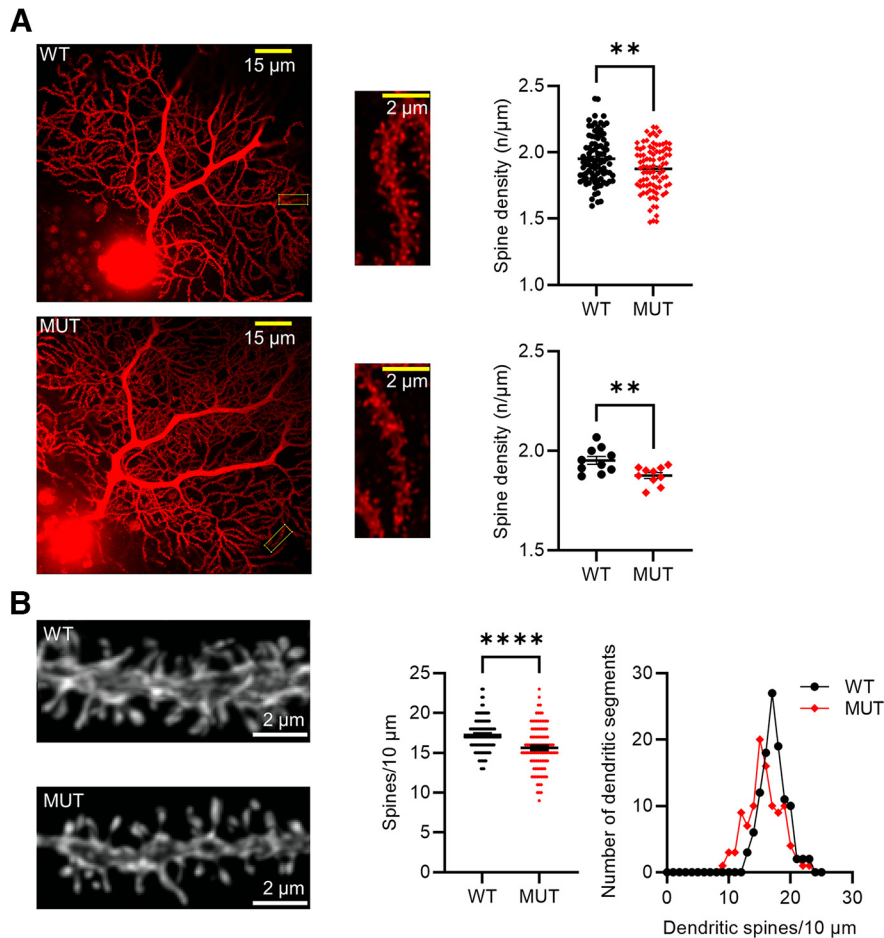 A
WT
15 µm
2 µm
**
Spine density (n/µm)
2.5
2.0
1.5
1.0
WT MUT
MUT
15 µm
2 µm
**
Spine density (n/µm)
2.5
2.0
1.5
WT MUT
B
WT
2 µm
MUT
2 µm
****
Spines/10 µm
25
20
15
10
5
0
WT MUT
Number of dendritic segments
30
20
10
0
WT
MUT
0 10 20 30
Dendritic spines/10 µm